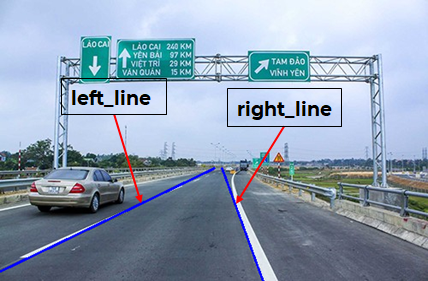 LÀO CAI
LÀO CAI 240 KM
YÊN BÁI 97 KM
VIỆT TRÌ 29 KM
VĂN QUÁN 15 KM
TAM ĐẢO
VĨNH YÊN
left_line
right_line